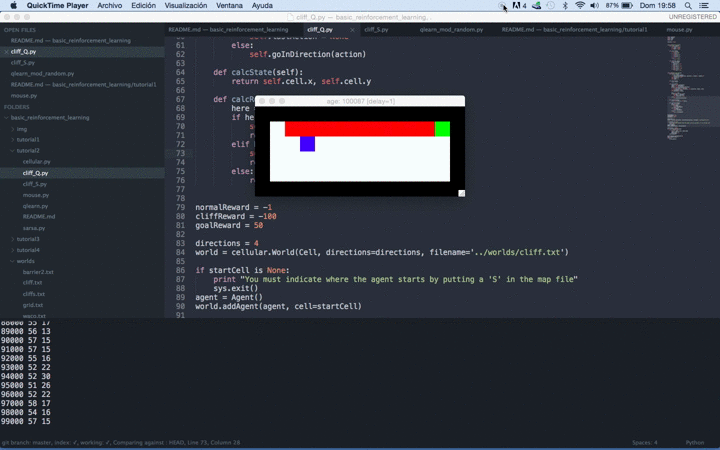 QuickTime Player Archivo Edición Visualización Ventana Ayuda
4 67% Dom 19:58
cliff_Q.py — basic_reinforcement_learning
UNREGISTERED
OPEN FILES
README.md — basic_reinforcement_learning
cliff_Q.py
cliff_S.py
qlearn_mod_random.py
README.md — basic_reinforcement_learning/tutorial1
mouse.py
FOLDERS
basic_reinforcement_learning
img
tutorial1
tutorial2
cellular.py
cliff_Q.py
cliff_S.py
mouse.py
qlearn.py
README.md
sarsa.py
tutorial3
tutorial4
worlds
barrier2.txt
cliff.txt
cliffs.txt
grid.txt
waco.txt
README.md — basic_reinforcement_learning
cliff_Q.py
cliff_S.py
qlearn_mod_random.py
README.md — basic_reinforcement_learning/tutorial1
mouse.py
61 else:
62 self.goInDirection(action)
63
64 def calcState(self):
65 return self.cell.x, self.cell.y
66
67 def calcR
68 here
69 if he
70 se
71 re
72 elif
73 se
74 re
75 else:
76 re
77
78
79 normalReward = -1
80 cliffReward = -100
81 goalReward = 50
82
83 directions = 4
84 world = cellular.World(Cell, directions=directions, filename='../worlds/cliff.txt')
85
86 if startCell is None:
87 print "You must indicate where the agent starts by putting a 'S' in the map file"
88 sys.exit()
89 agent = Agent()
90 world.addAgent(agent, cell=startCell)
91
age: 100087 [delay=1]
88000 55 17
89000 56 13
90000 57 15
91000 57 15
92000 55 16
93000 52 22
94000 52 30
95000 51 26
96000 52 22
97000 58 17
98000 54 16
99000 57 15
git branch: master, index: ✓, working: ✓, Comparing against : HEAD, Line 73, Column 28
Spaces: 4
Python